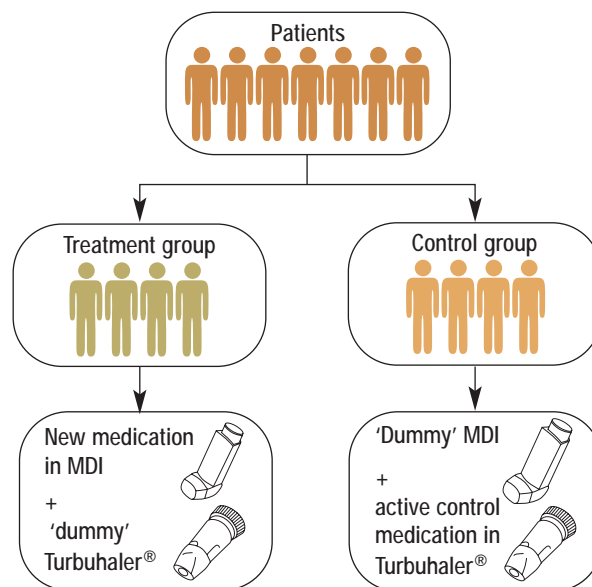 Patients
Treatment group
Control group
New medication
in MDI
+
‘dummy’
Turbuhaler®
‘Dummy’ MDI
+
active control
medication in
Turbuhaler®